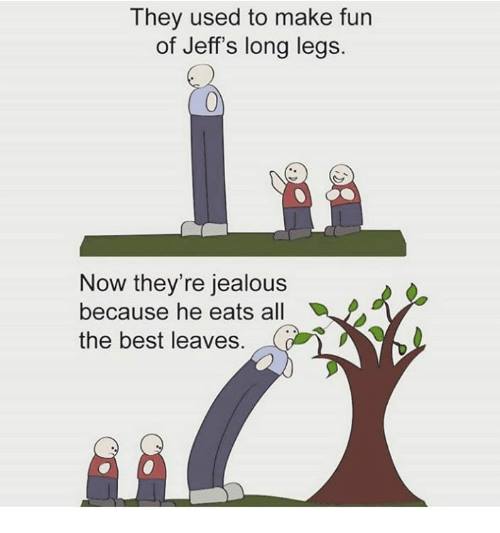 They used to make fun
of Jeff's long legs.
Now they're jealous
because he eats all
the best leaves.